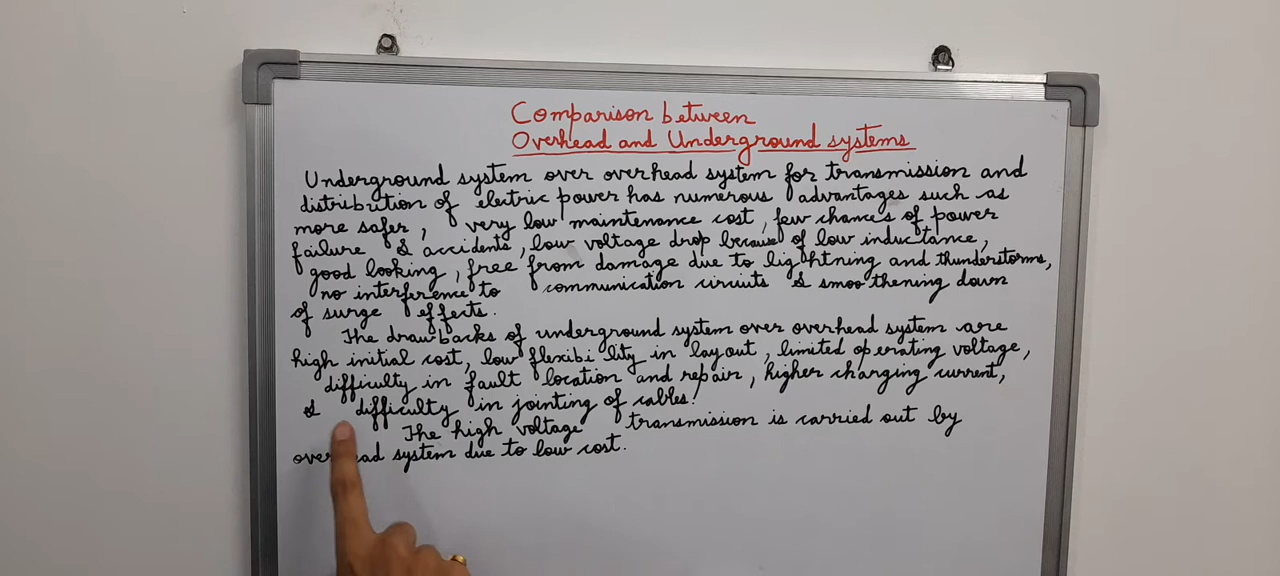 Comparison between
Overhead and Underground systems
Underground system over overhead system for transmission and
distribution of electric power has numerous advantages such as
more safer, very low maintenance cost, few chances of power
failure & accidents, low voltage drop because of low inductance,
good looking, free from damage due to lightning and thunderstorms,
no interference to communication circuits & smoothening down
of surge effects.
The drawbacks of underground system over overhead system are
high initial cost, low flexibility in layout, limited operating voltage,
difficulty in fault location and repair, higher charging current,
& difficulty in jointing of cables.
The high voltage transmission is carried out by
overhead system due to low cost.